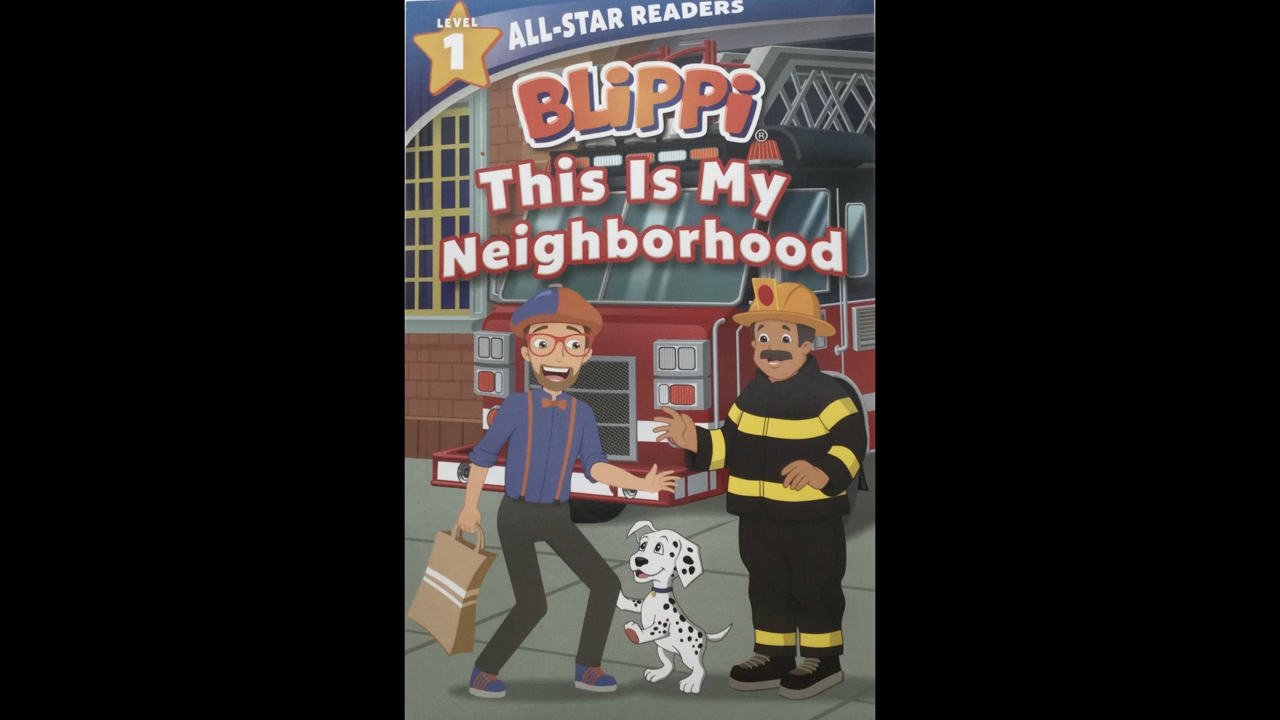 LEVEL
1
ALL-STAR READERS
BLiPPi®
This Is My
Neighborhood